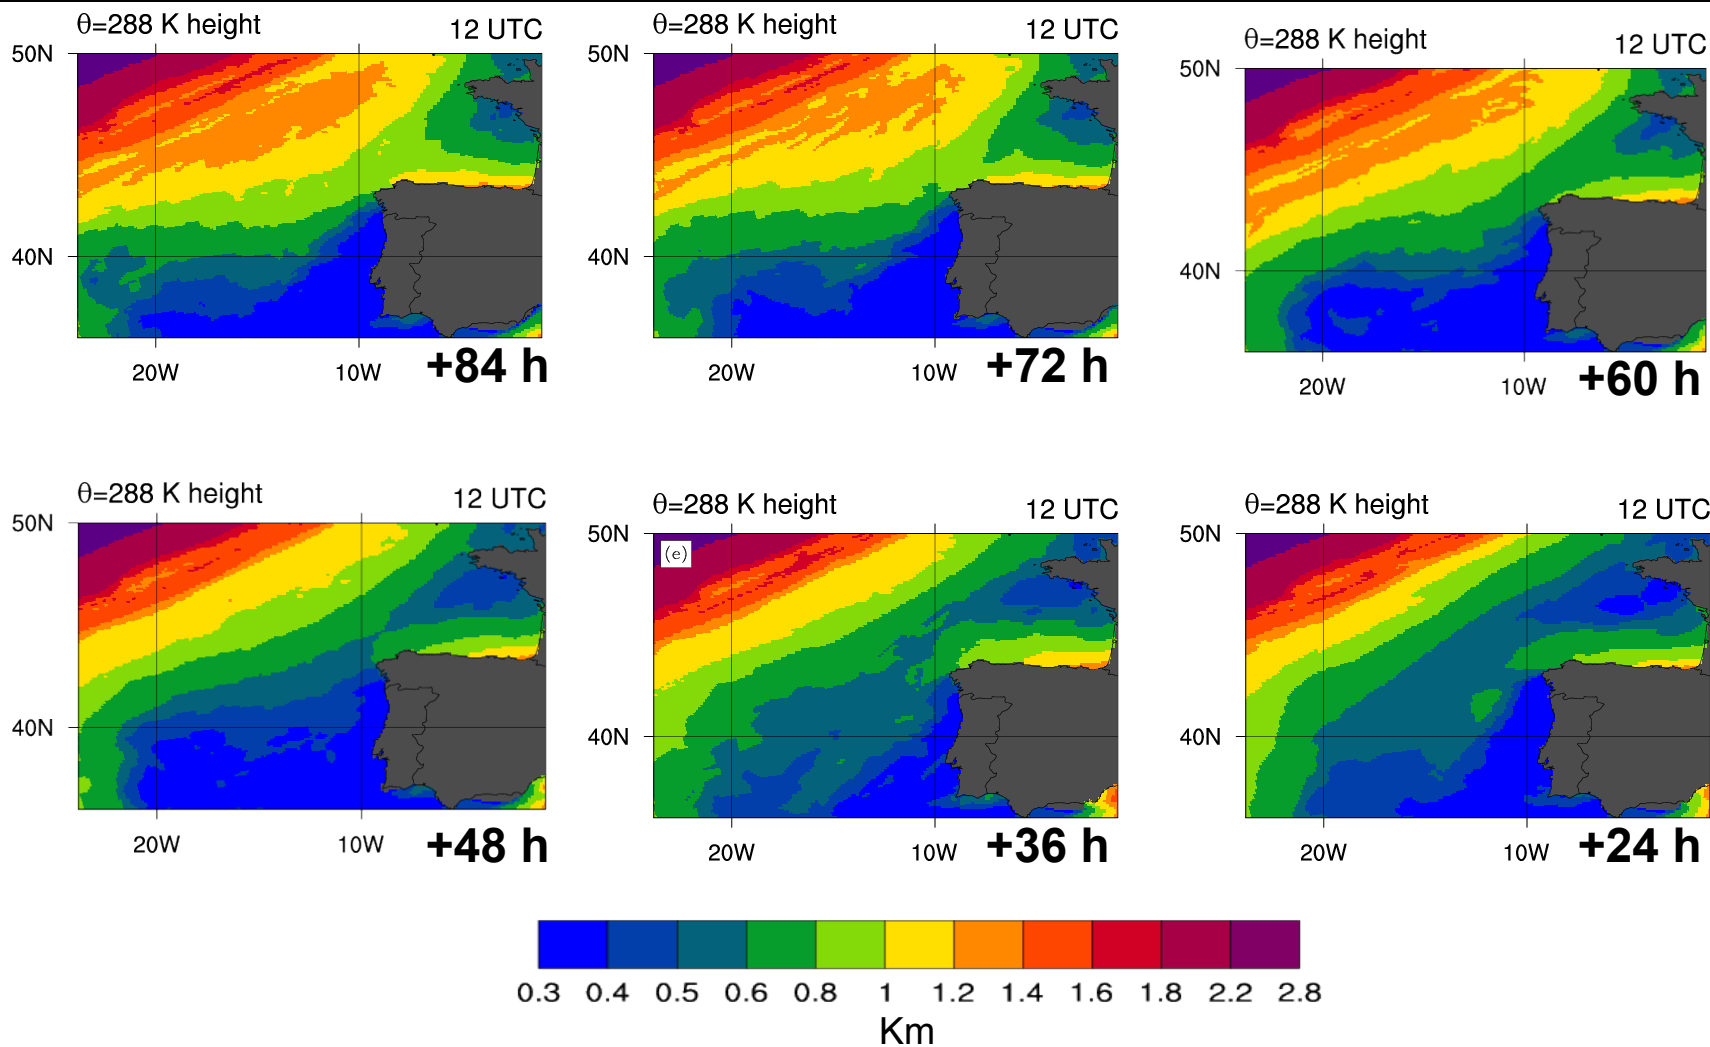 θ=288 K height 12 UTC
50N
40N
20W 10W +84 h
θ=288 K height 12 UTC
50N
40N
20W 10W +72 h
θ=288 K height 12 UTC
50N
40N
20W 10W +60 h
θ=288 K height 12 UTC
50N
40N
20W 10W +48 h
θ=288 K height 12 UTC
50N
(e)
40N
20W 10W +36 h
θ=288 K height 12 UTC
50N
40N
20W 10W +24 h
0.3 0.4 0.5 0.6 0.8 1 1.2 1.4 1.6 1.8 2.2 2.8
Km